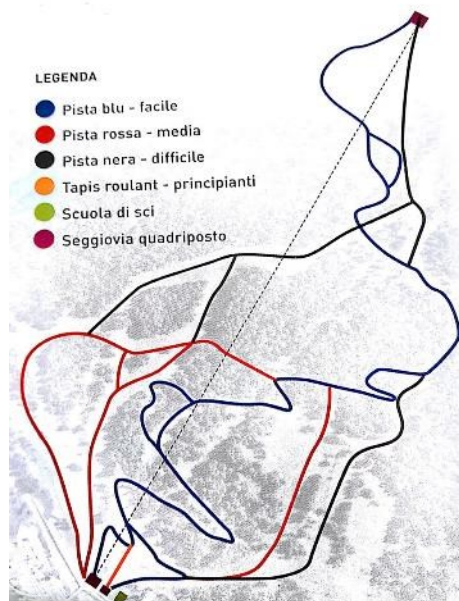 LEGENDA
Pista blu - facile
Pista rossa - media
Pista nera - difficile
Tapis roulant - principianti
Scuola di sci
Seggiovia quadriposto